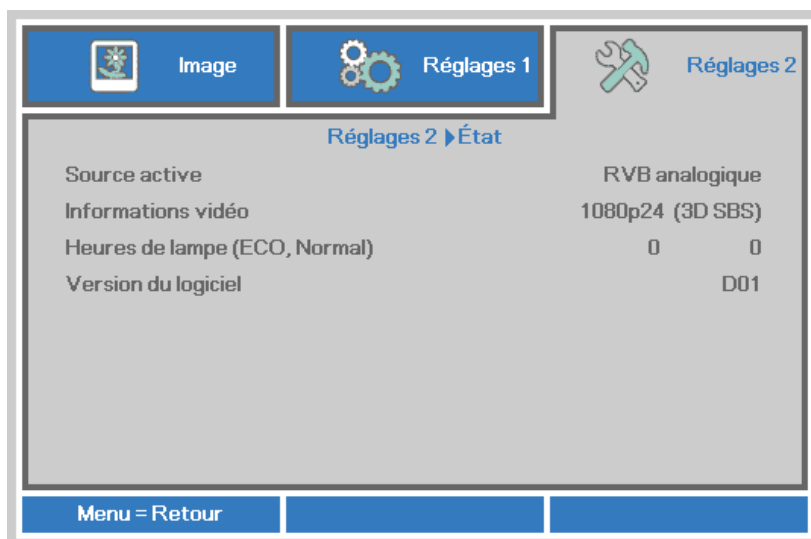 Image
Réglages 1
Réglages 2
Réglages 2 ▶ État
Source active RVB analogique
Informations vidéo 1080p24 (3D SBS)
Heures de lampe (ECO, Normal) 0 0
Version du logiciel D01
Menu = Retour